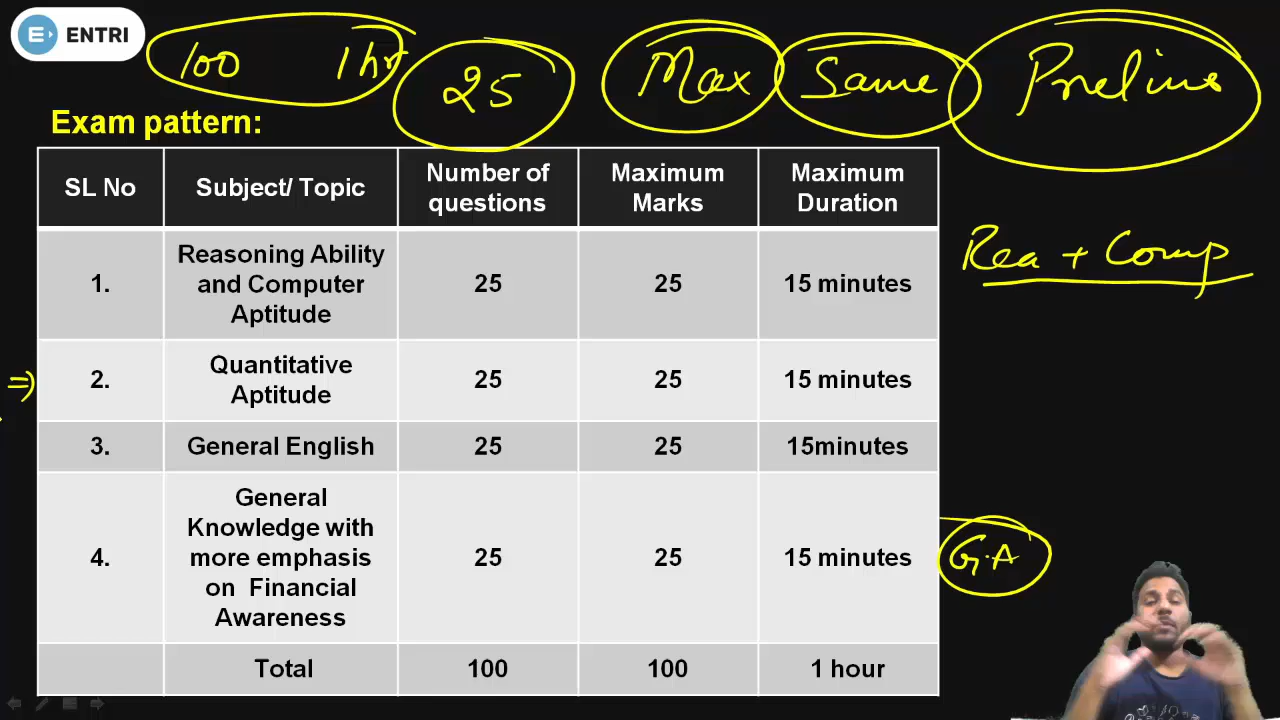 ENTRI
100 1hr 25 Max Same Prelims
Exam pattern:
SL No Subject/ Topic Number of questions Maximum Marks Maximum Duration
1. Reasoning Ability and Computer Aptitude 25 25 15 minutes
Rea + Comp
=> 2. Quantitative Aptitude 25 25 15 minutes
3. General English 25 25 15minutes
4. General Knowledge with more emphasis on Financial Awareness 25 25 15 minutes
G.A
Total 100 100 1 hour